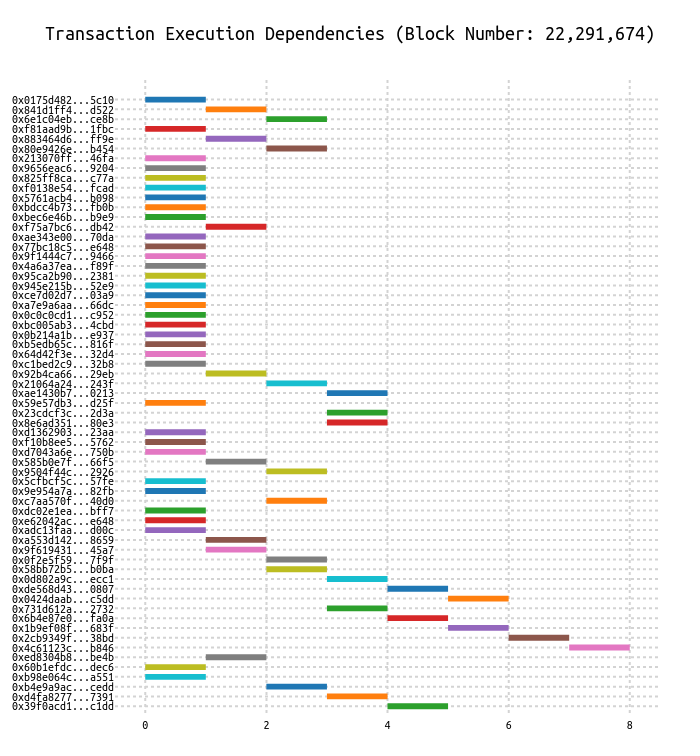 Transaction Execution Dependencies (Block Number: 22,291,674)
0x0175d482...5c10
0x841d1ff4...d522
0x6e1c04eb...ce8b
0xf81aad9b...1fbc
0x883464d6...ff9e
0x80e9426e...b454
0x213070ff...46fa
0x9656eac6...9204
0x825ff8ca...c77a
0xf0138e54...fcad
0x5761acb4...b098
0xbdcc4b73...fb0b
0xbec6e46b...b9e9
0xf75a7bc6...db42
0xae343e00...70da
0x77bc18c5...e648
0x9f1444c7...9466
0x4a6a37ea...f89f
0x95ca2b90...2381
0x945e215b...52e9
0xce7d02d7...03a9
0xa7e9a6aa...66dc
0x0c0c0cd1...c952
0xbc005ab3...4cbd
0x0b214a1b...e937
0xb5edb65c...816f
0x64d42f3e...32d4
0xc1bed2c9...32b8
0x92b4ca66...29eb
0x21064a24...243f
0xae1430b7...0213
0x59e57db3...d25f
0x23cdcf3c...2d3a
0x8e6ad351...80e3
0xd1362903...23aa
0xf10b8ee5...5762
0xd7043a6e...750b
0x585b0e7f...66f5
0x9504f44c...2926
0x5cfbcf5c...57fe
0x9e954a7a...82fb
0xc7aa570f...40d0
0xdc02e1ea...bff7
0xe62042ac...e648
0xadc13faa...d00c
0xa553d142...8659
0x9f619431...45a7
0x0f2e5f59...7f9f
0x58bb72b5...b0ba
0x0d802a9c...ecc1
0xde568d43...0807
0x0424daab...c5dd
0x731d612a...2732
0x6b4e87e0...fa0a
0x1b9ef08f...683f
0x2cb9349f...38bd
0x4c61123c...b846
0xed8304b8...be4b
0x60b1efdc...dec6
0xb98e064c...a551
0xb4e9a9ac...cedd
0xd4fa8277...7391
0x39f0acd1...c1dd
0 2 4 6 8